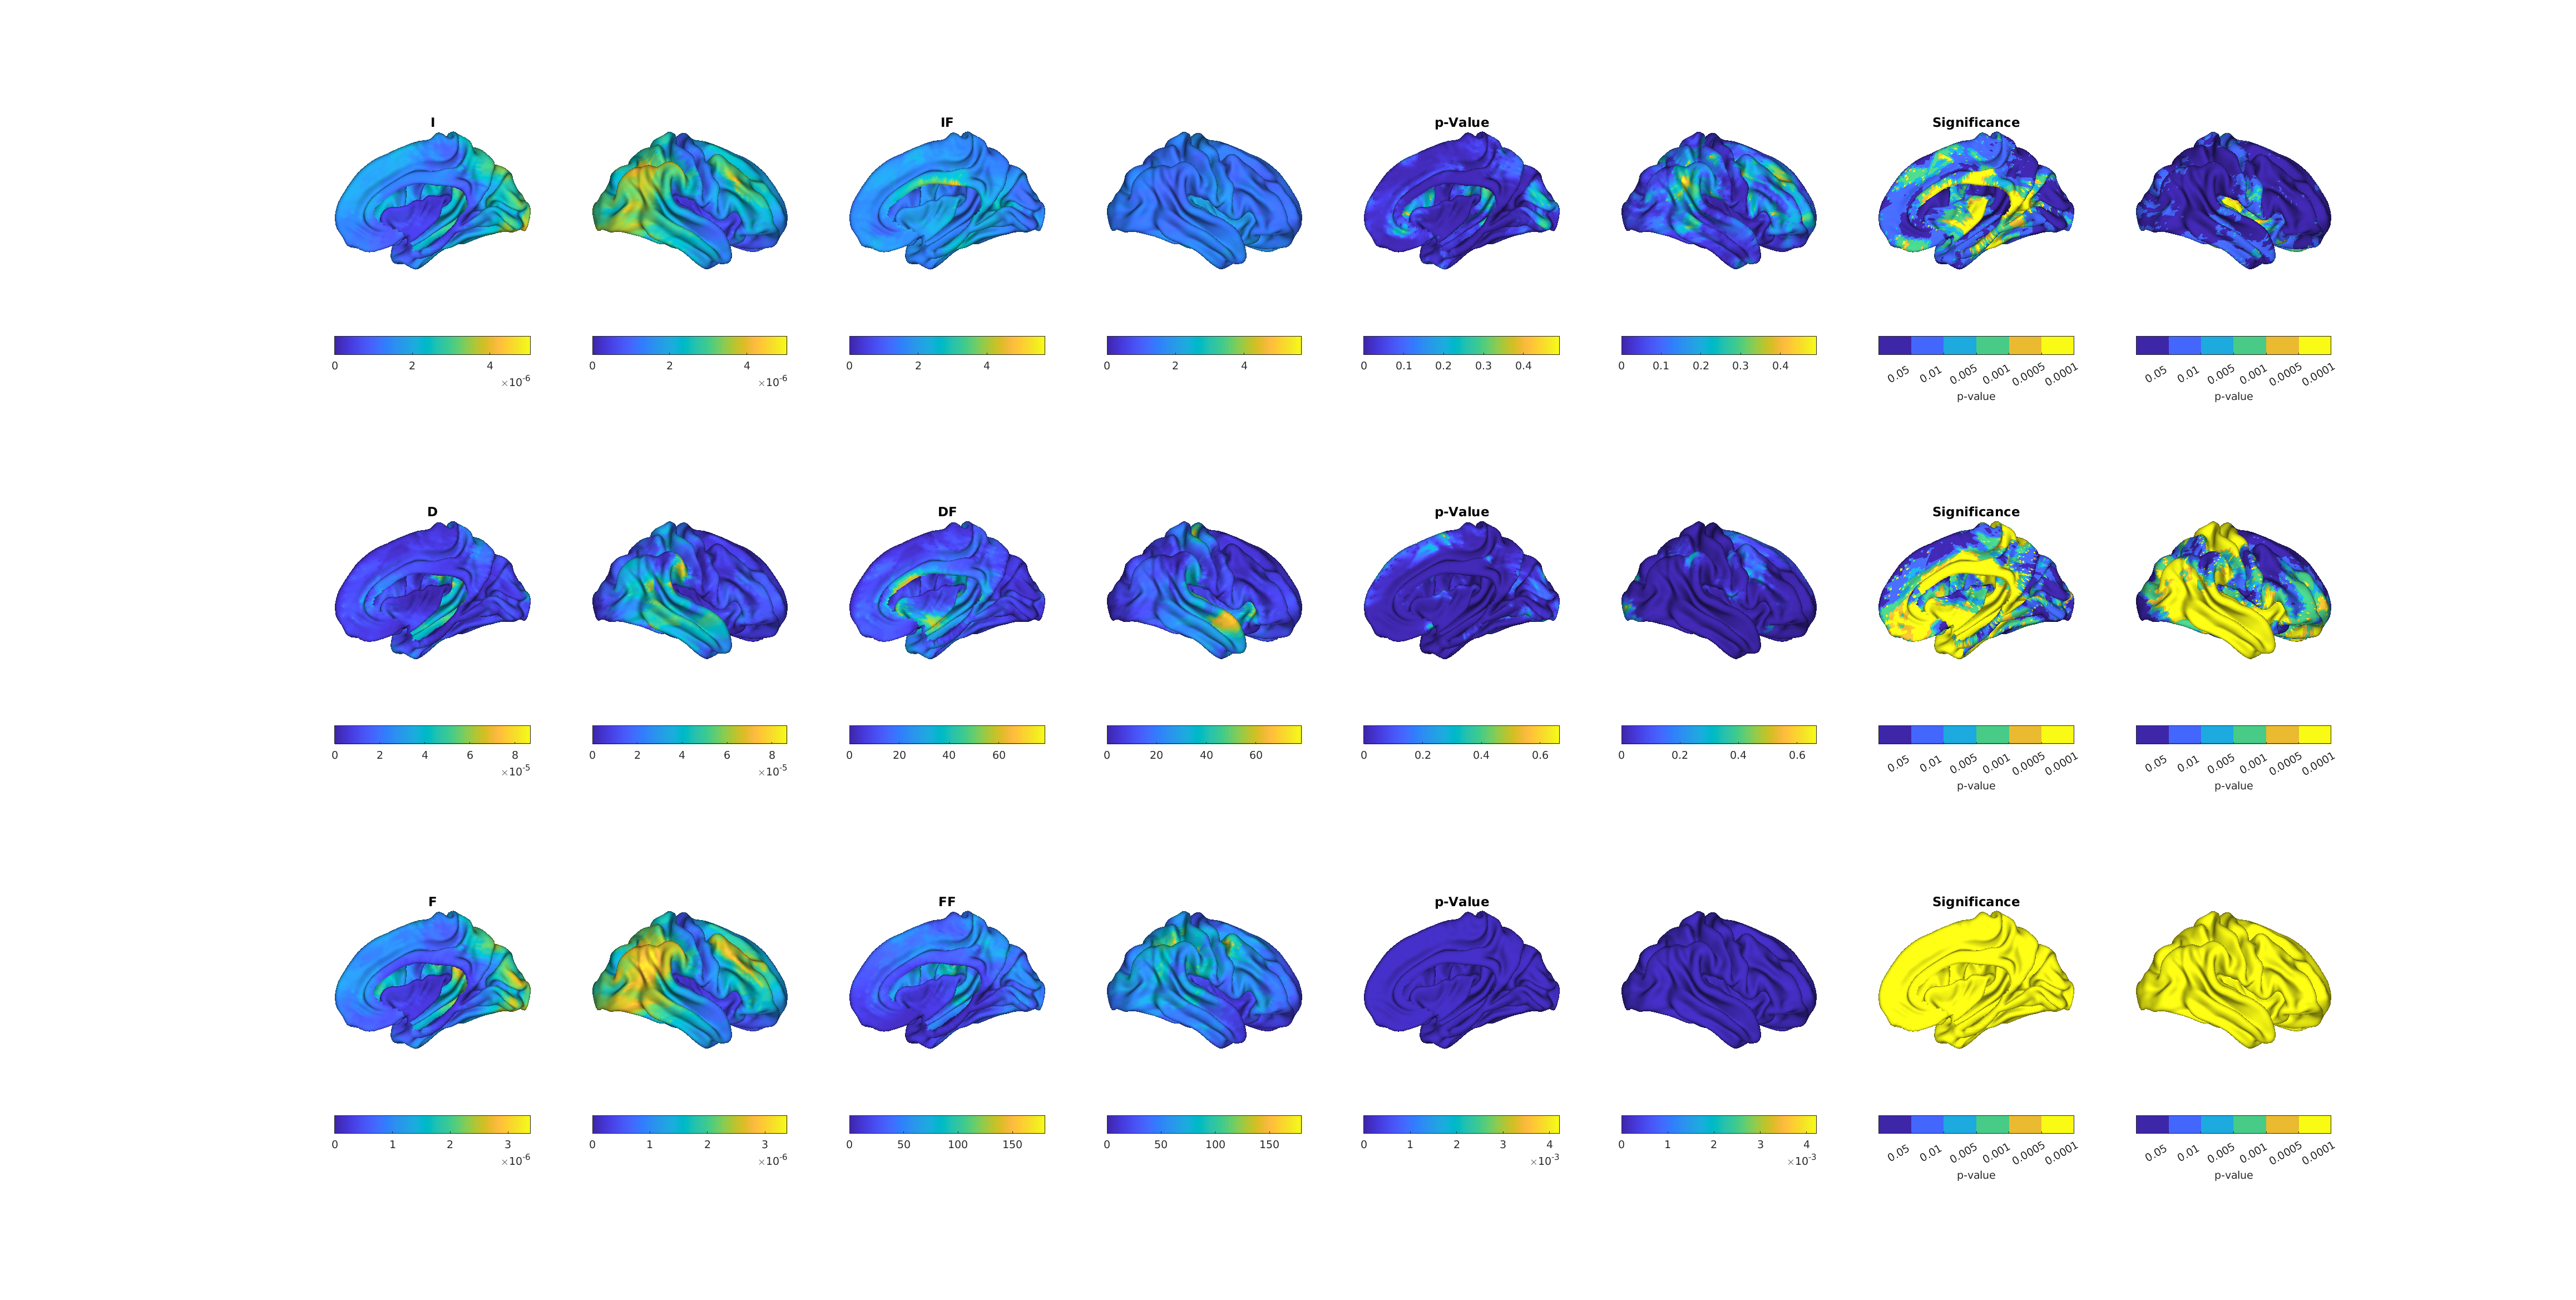 I IF p-Value Significance
0 2 4 0 2 4 0 2 4 0 2 4 0 0.1 0.2 0.3 0.4 0 0.1 0.2 0.3 0.4 0.05 0.01 0.005 0.001 0.0005 0.0001 0.05 0.01 0.005 0.001 0.0005 0.0001
×10-6 ×10-6
p-value p-value
D DF p-Value Significance
0 2 4 6 8 0 2 4 6 8 0 20 40 60 0 20 40 60 0 0.2 0.4 0.6 0 0.2 0.4 0.6 0.05 0.01 0.005 0.001 0.0005 0.0001 0.05 0.01 0.005 0.001 0.0005 0.0001
×10-5 ×10-5
p-value p-value
F FF p-Value Significance
0 1 2 3 0 1 2 3 0 50 100 150 0 50 100 150 0 1 2 3 4 0 1 2 3 4 0.05 0.01 0.005 0.001 0.0005 0.0001 0.05 0.01 0.005 0.001 0.0005 0.0001
×10-6 ×10-6 ×10-3 ×10-3
p-value p-value